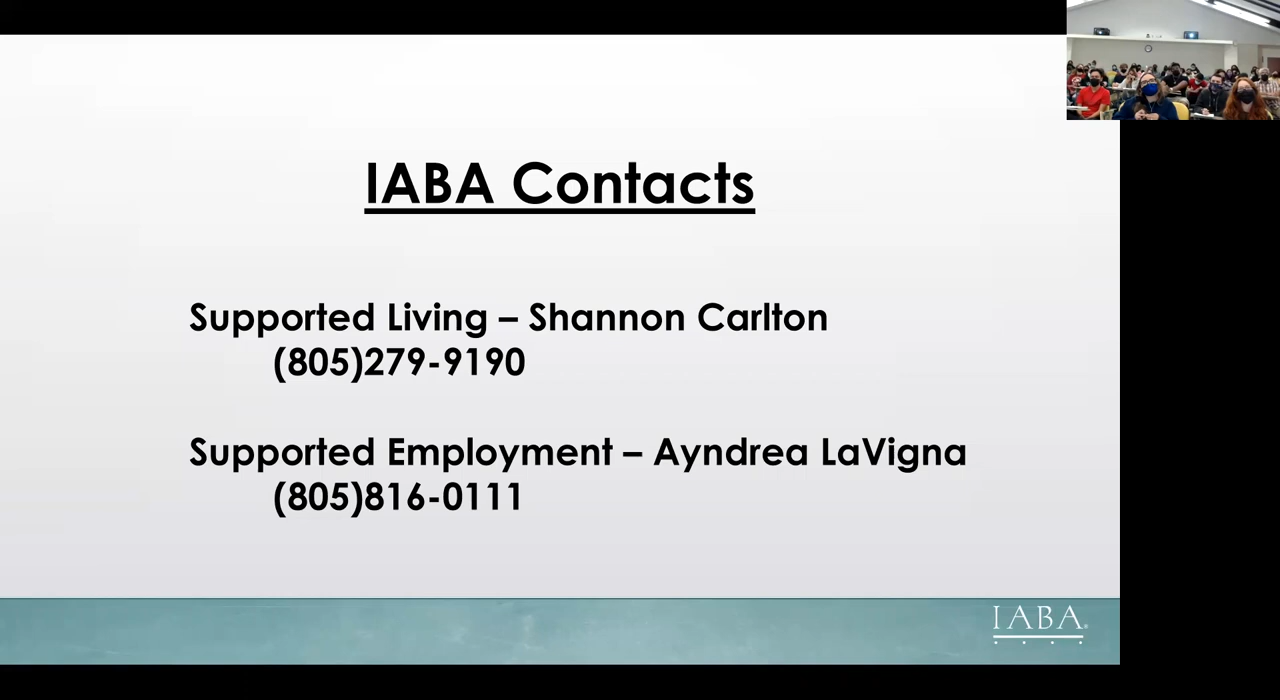 IABA Contacts
Supported Living – Shannon Carlton
(805)279-9190
Supported Employment – Ayndrea LaVigna
(805)816-0111
IABA®